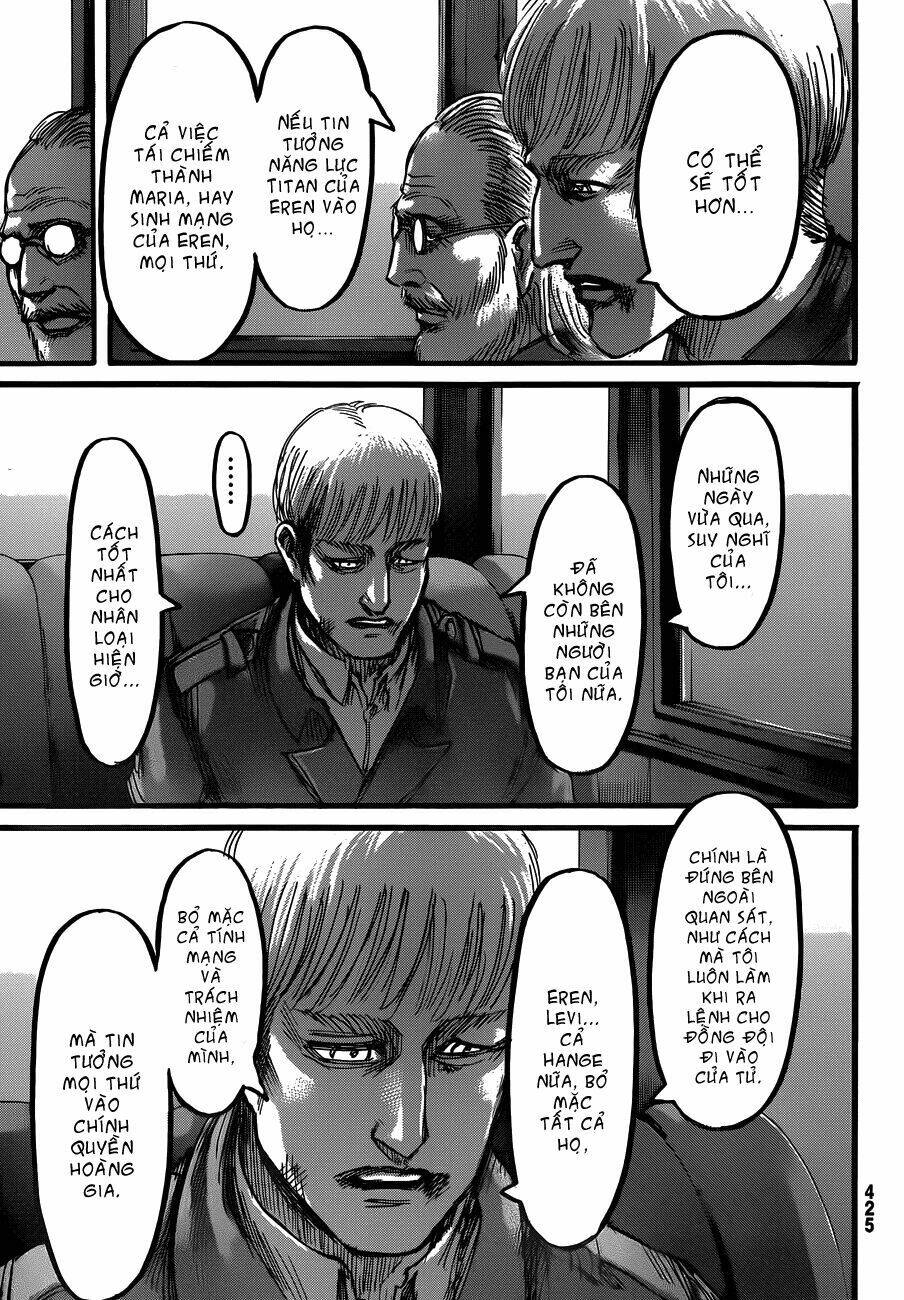 CÓ THỂ
SẼ TỐT
HƠN...
NẾU TIN
TƯỞNG
NĂNG LỰC
TITAN CỦA
EREN VÀO
HỌ...
CẢ VIỆC
TÁI CHIẾM
THÀNH
MARIA, HAY
SINH MẠNG
CỦA EREN,
MỌI THỨ.
NHỮNG
NGÀY
VỪA QUA,
SUY NGHĨ
CỦA
TÔI...
ĐÃ
KHÔNG
CÒN BÊN
NHỮNG
NGƯỜI
BẠN CỦA
TÔI NỮA.
......
CÁCH
TỐT
NHẤT
CHO
NHÂN
LOẠI
HIỆN
GIỜ...
CHÍNH LÀ
ĐỨNG BÊN
NGOÀI
QUAN SÁT,
NHƯ CÁCH
MÀ TÔI
LUÔN LÀM
KHI RA
LỆNH CHO
ĐỒNG ĐỘI
ĐI VÀO
CỬA TỬ.
EREN,
LEVI,..
CẢ
HANGE
NỮA, BỎ
MẶC
TẤT CẢ
HỌ,
BỎ MẶC
CẢ TÍNH
MẠNG
VÀ
TRÁCH
NHIỆM
CỦA
MÌNH,
MÀ TIN
TƯỞNG
MỌI THỨ
VÀO
CHÍNH
QUYỀN
HOÀNG
GIA.
425